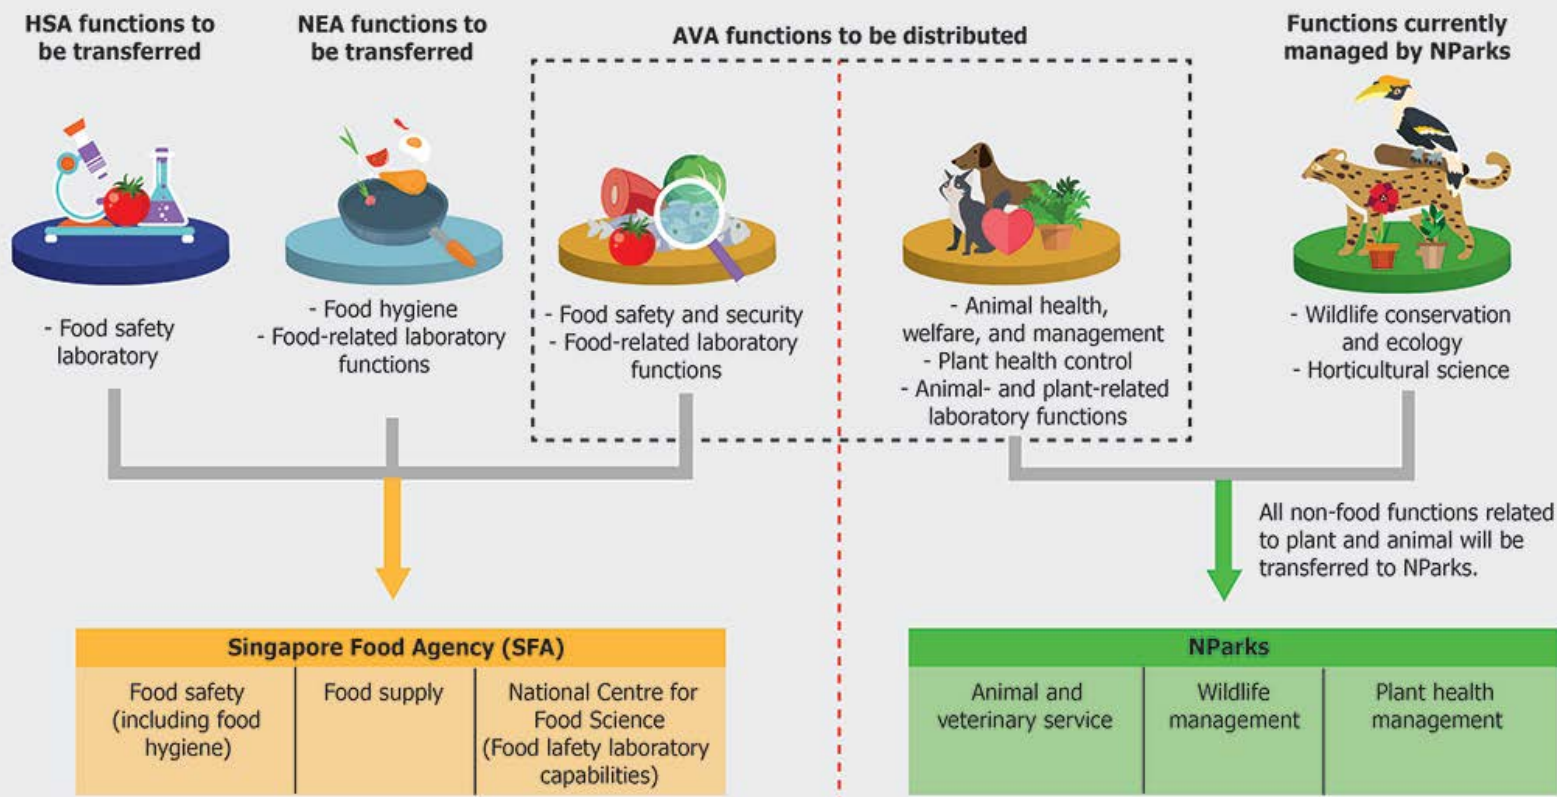 HSA functions to
be transferred
NEA functions to
be transferred
AVA functions to be distributed
Functions currently
managed by NParks
- Food safety
laboratory
- Food hygiene
- Food-related laboratory
functions
- Food safety and security
- Food-related laboratory
functions
- Animal health,
welfare, and management
- Plant health control
- Animal- and plant-related
laboratory functions
- Wildlife conservation
and ecology
- Horticultural science
All non-food functions related
to plant and animal will be
transferred to NParks.
Singapore Food Agency (SFA)
Food safety
(including food
hygiene)
Food supply
National Centre for
Food Science
(Food lafety laboratory
capabilities)
NParks
Animal and
veterinary service
Wildlife
management
Plant health
management